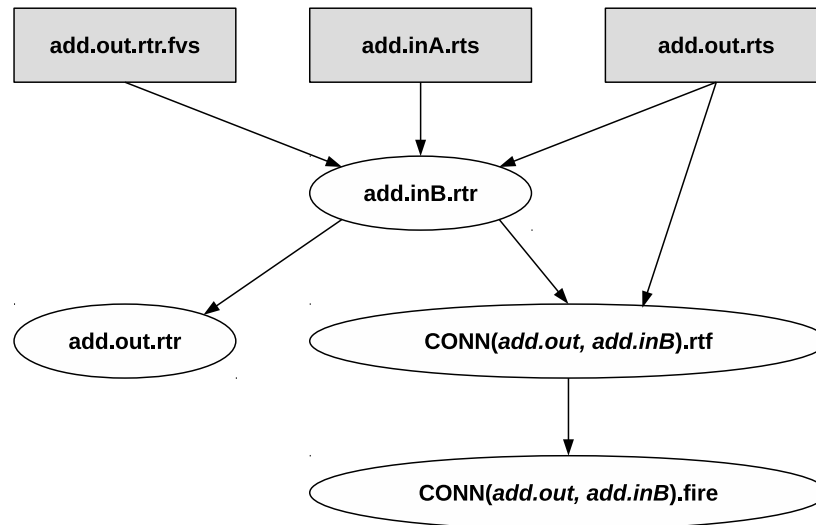 add.out.rtr.fvs
add.inA.rts
add.out.rts
add.inB.rtr
add.out.rtr
CONN(add.out, add.inB).rtf
CONN(add.out, add.inB).fire